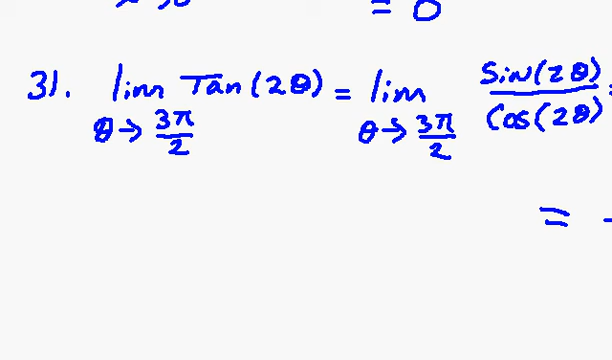 = 0
31. lim Tan(2θ) = lim sin(2θ) =
θ→3π/2 θ→3π/2 cos(2θ)
=